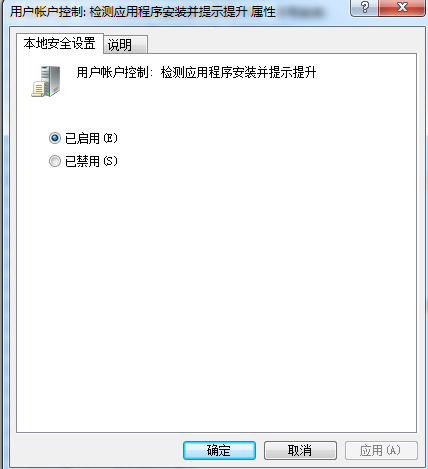 用户帐户控制: 检测应用程序安装并提示提升 属性
本地安全设置
说明
用户帐户控制: 检测应用程序安装并提示提升
已启用(E)
已禁用(S)
确定
取消
应用(A)